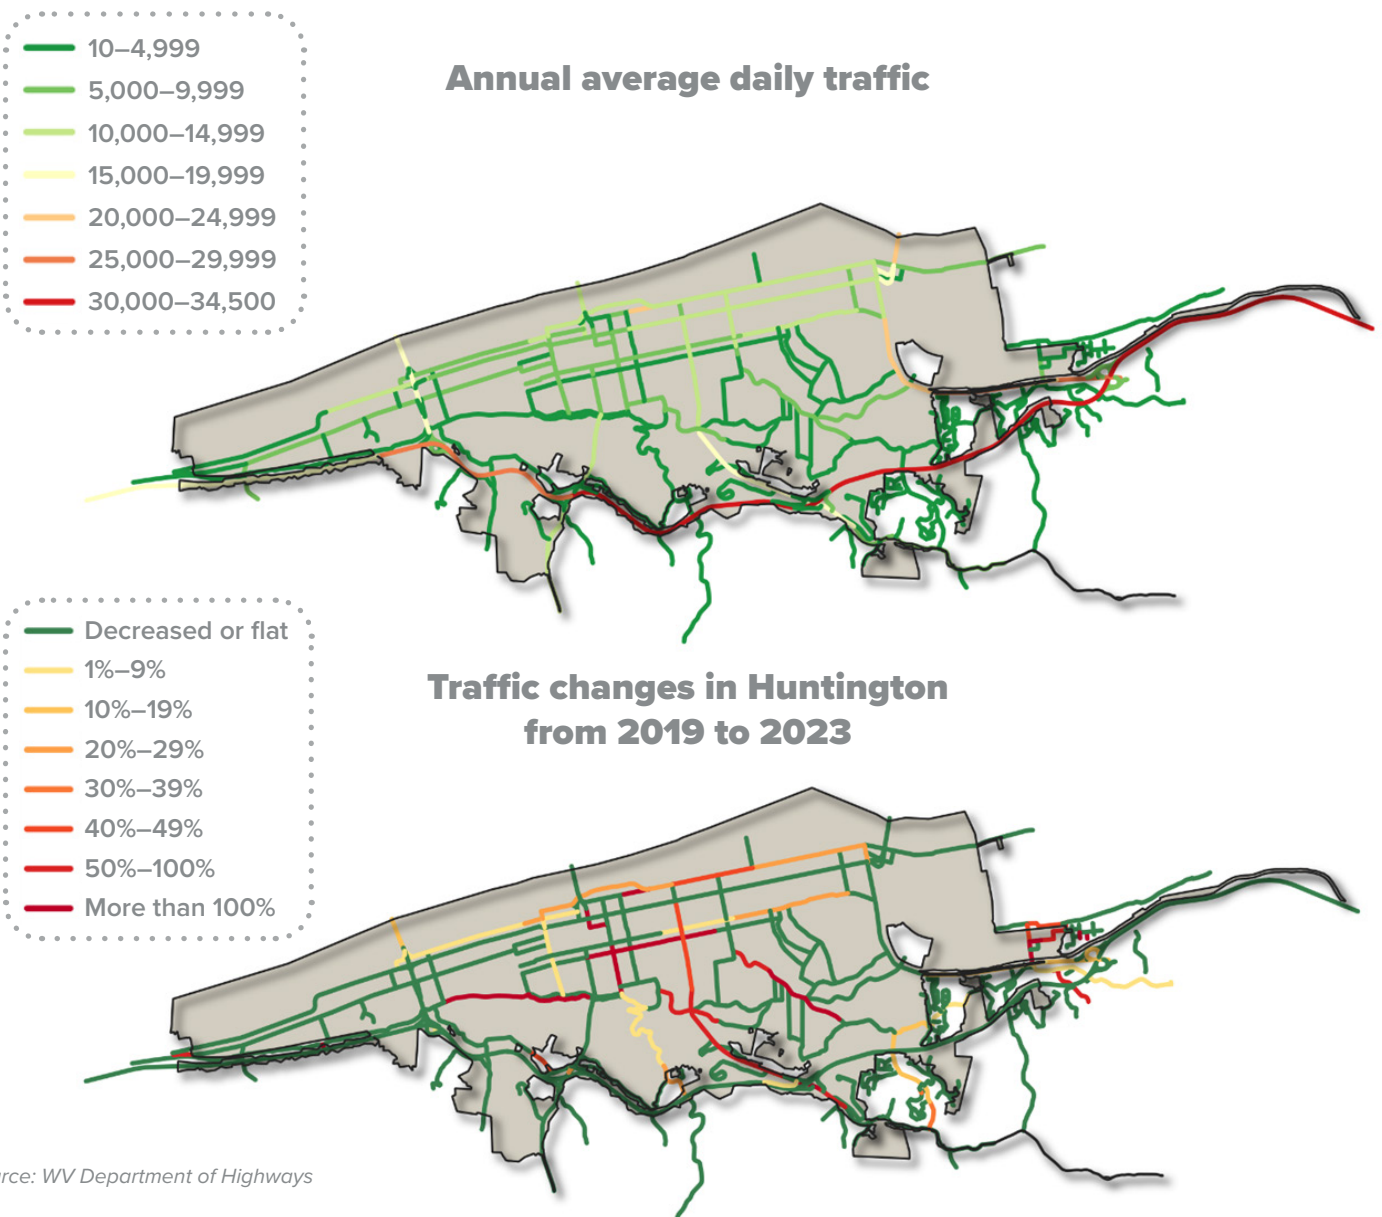 10–4,999
5,000–9,999
10,000–14,999
15,000–19,999
20,000–24,999
25,000–29,999
30,000–34,500
Annual average daily traffic
Decreased or flat
1%–9%
10%–19%
20%–29%
30%–39%
40%–49%
50%–100%
More than 100%
Traffic changes in Huntington
from 2019 to 2023
rce: WV Department of Highways